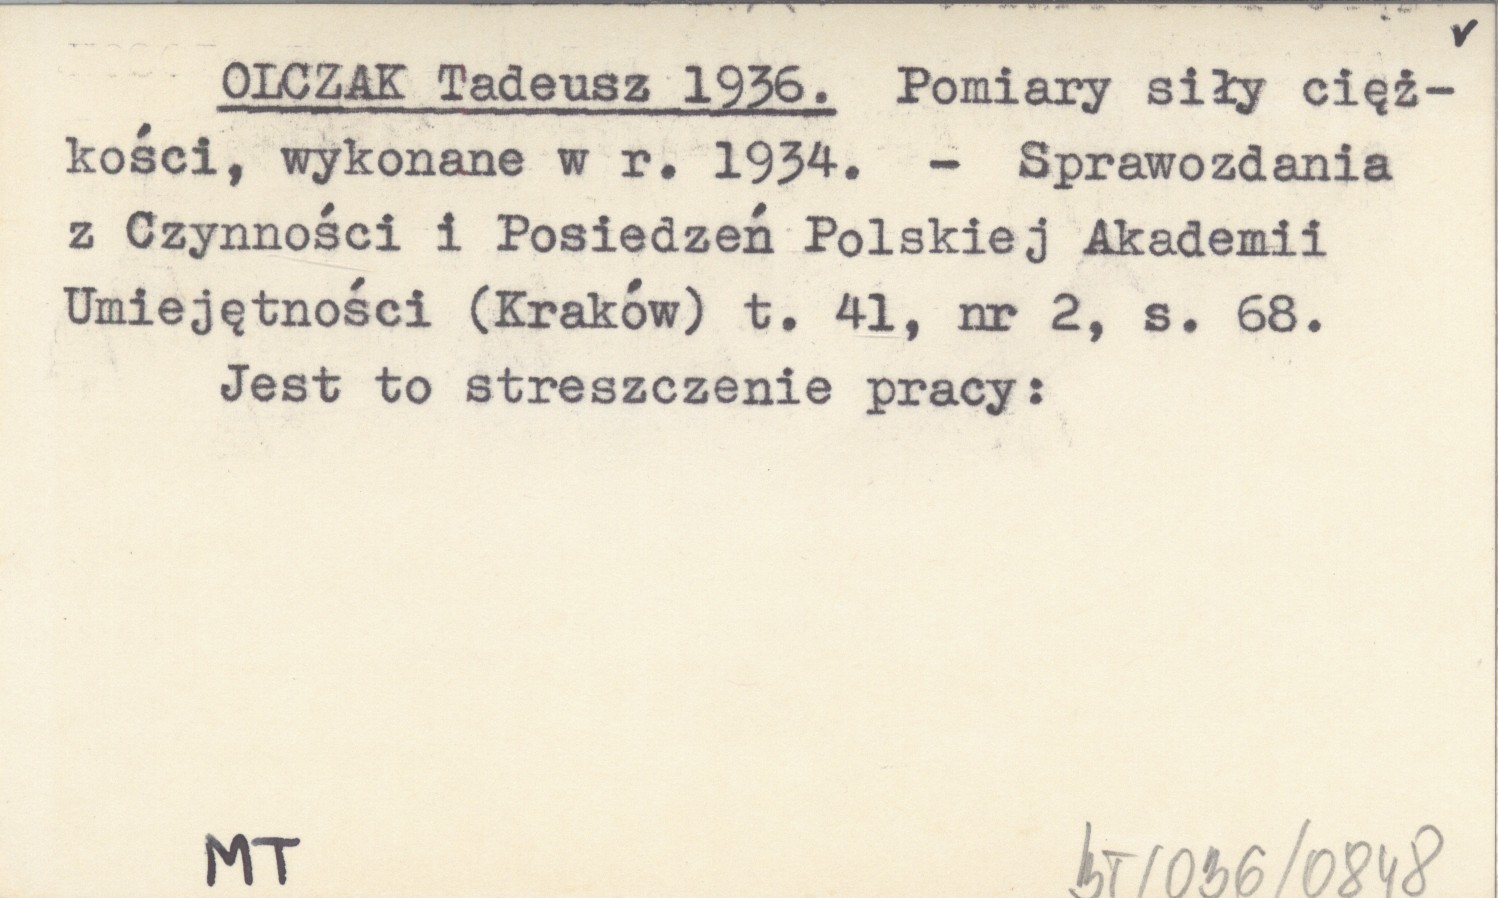 OLCZAK Tadeusz 1936. Pomiary siły cięż-
kości, wykonane w r. 1934. - Sprawozdania
z Czynności i Posiedzeń Polskiej Akademii
Umiejętności (Kraków) t. 41, nr 2, s. 68.
Jest to streszczenie pracy:
MT
/036/0848